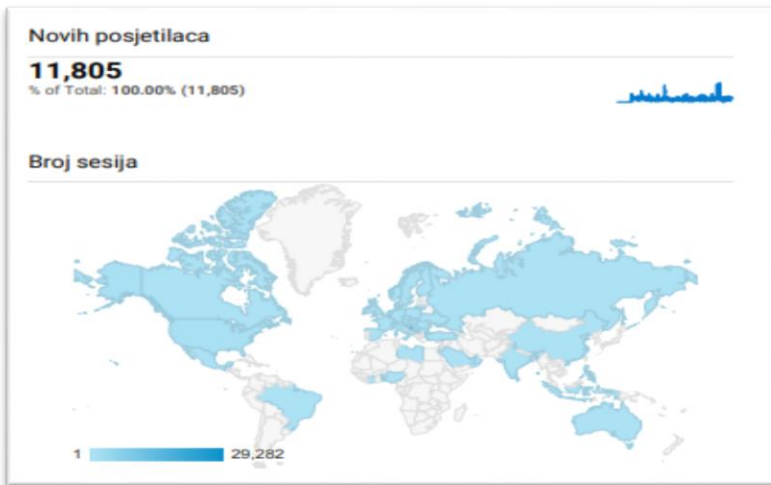 Novih posjetilaca
11,805
% of Total: 100.00% (11,805)
Broj sesija
1 29,282